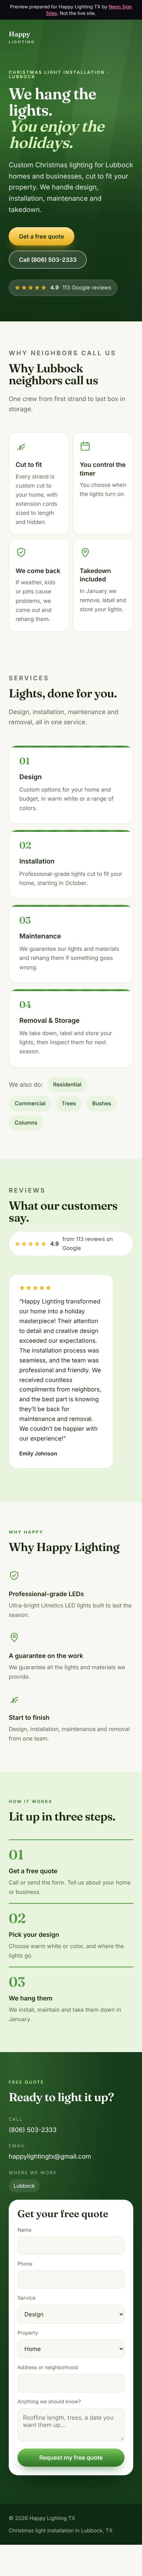 Preview prepared for Happy Lighting TX by Neon Sign
Sites. Not the live site.
Happy
LIGHTING
CHRISTMAS LIGHT INSTALLATION ·
LUBBOCK
We hang the
lights.
You enjoy the
holidays.
Custom Christmas lighting for Lubbock
homes and businesses, cut to fit your
property. We handle design,
installation, maintenance and
takedown.
Get a free quote
Call (806) 503-2333
★★★★★ 4.9 113 Google reviews
WHY NEIGHBORS CALL US
Why Lubbock
neighbors call us
One crew from first strand to last box in
storage.
Cut to fit
Every strand is
custom cut to
your home, with
extension cords
sized to length
and hidden.
You control the
timer
You choose when
the lights turn on.
We come back
If weather, kids
or pets cause
problems, we
come out and
rehang them.
Takedown
included
In January we
remove, label and
store your lights.
SERVICES
Lights, done for you.
Design, installation, maintenance and
removal, all in one service.
01
Design
Custom options for your home and
budget, in warm white or a range of
colors.
02
Installation
Professional-grade lights cut to fit your
home, starting in October.
03
Maintenance
We guarantee our lights and materials
and rehang them if something goes
wrong.
04
Removal & Storage
We take down, label and store your
lights, then inspect them for next
season.
We also do:
Residential
Commercial
Trees
Bushes
Columns
REVIEWS
What our customers
say.
★★★★★ 4.9 from 113 reviews on
Google
★★★★★
"Happy Lighting transformed
our home into a holiday
masterpiece! Their attention
to detail and creative design
exceeded our expectations.
The installation process was
seamless, and the team was
professional and friendly. We
received countless
compliments from neighbors,
and the best part is knowing
they'll be back for
maintenance and removal.
We couldn't be happier with
our experience!"
Emily Johnson
WHY HAPPY
Why Happy Lighting
Professional-grade LEDs
Ultra-bright Litnetics LED lights built to last the
season.
A guarantee on the work
We guarantee all the lights and materials we
provide.
Start to finish
Design, installation, maintenance and removal
from one team.
HOW IT WORKS
Lit up in three steps.
01
Get a free quote
Call or send the form. Tell us about your home
or business.
02
Pick your design
Choose warm white or color, and where the
lights go.
03
We hang them
We install, maintain and take them down in
January.
FREE QUOTE
Ready to light it up?
CALL
(806) 503-2333
EMAIL
happylightingtx@gmail.com
WHERE WE WORK
Lubbock
Get your free quote
Name
Phone
Service
Design
Property
Home
Address or neighborhood
Anything we should know?
Roofline length, trees, a date you
want them up...
Request my free quote
© 2026 Happy Lighting TX
Christmas light installation in Lubbock, TX